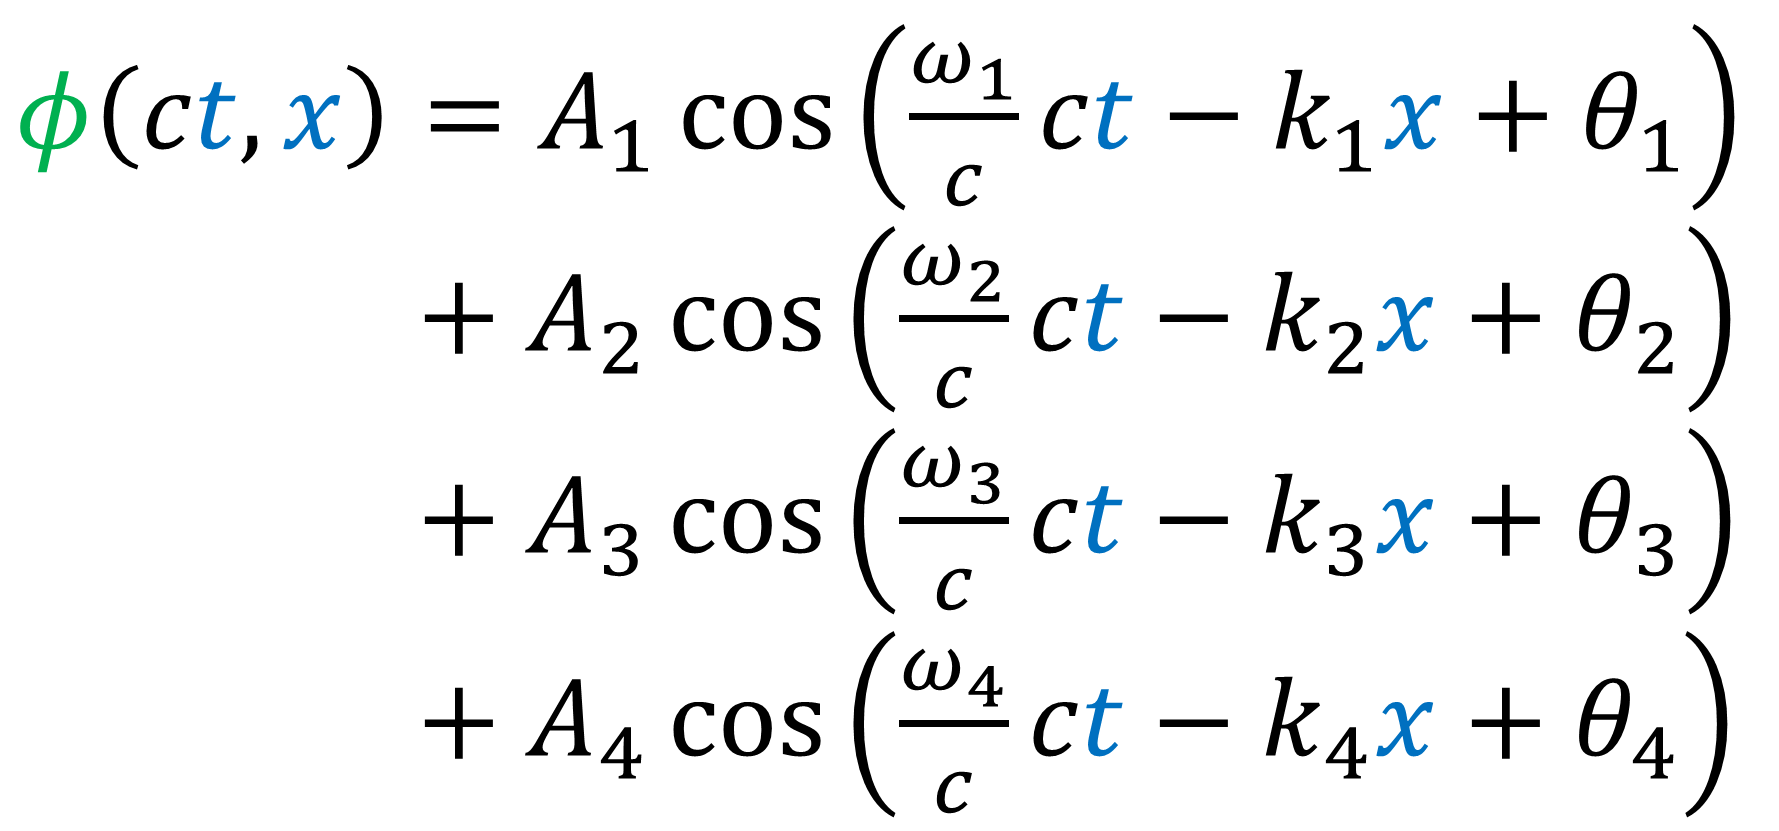 ϕ(ct, x) = A₁ cos(ω₁/c ct − k₁x + θ₁)
+ A₂ cos(ω₂/c ct − k₂x + θ₂)
+ A₃ cos(ω₃/c ct − k₃x + θ₃)
+ A₄ cos(ω₄/c ct − k₄x + θ₄)